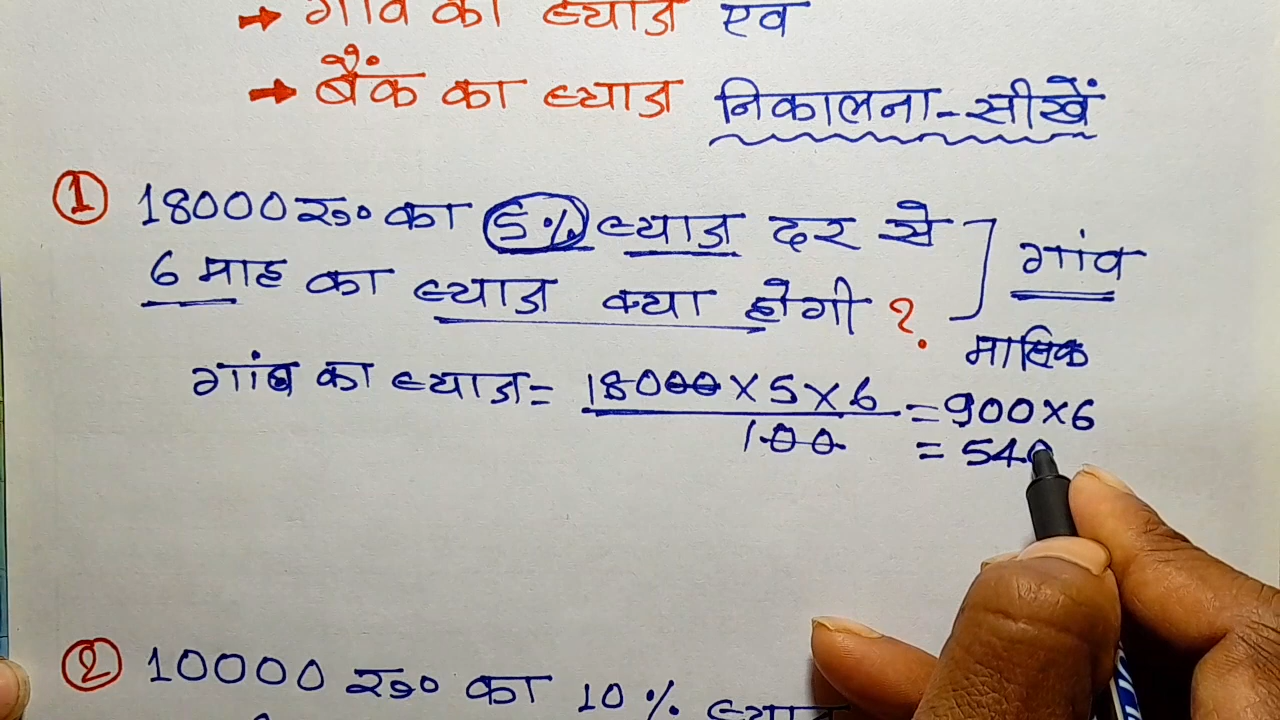 → गांव का ब्याज एवं
→ बैंक का ब्याज निकालना-सीखें
① 18000 रु० का 5% ब्याज दर से
6 माह का ब्याज क्या होगी ?
गांव
मासिक
गांव का ब्याज = 18000×5×6 = 900×6
100 = 540
② 10000 रु० का 10%